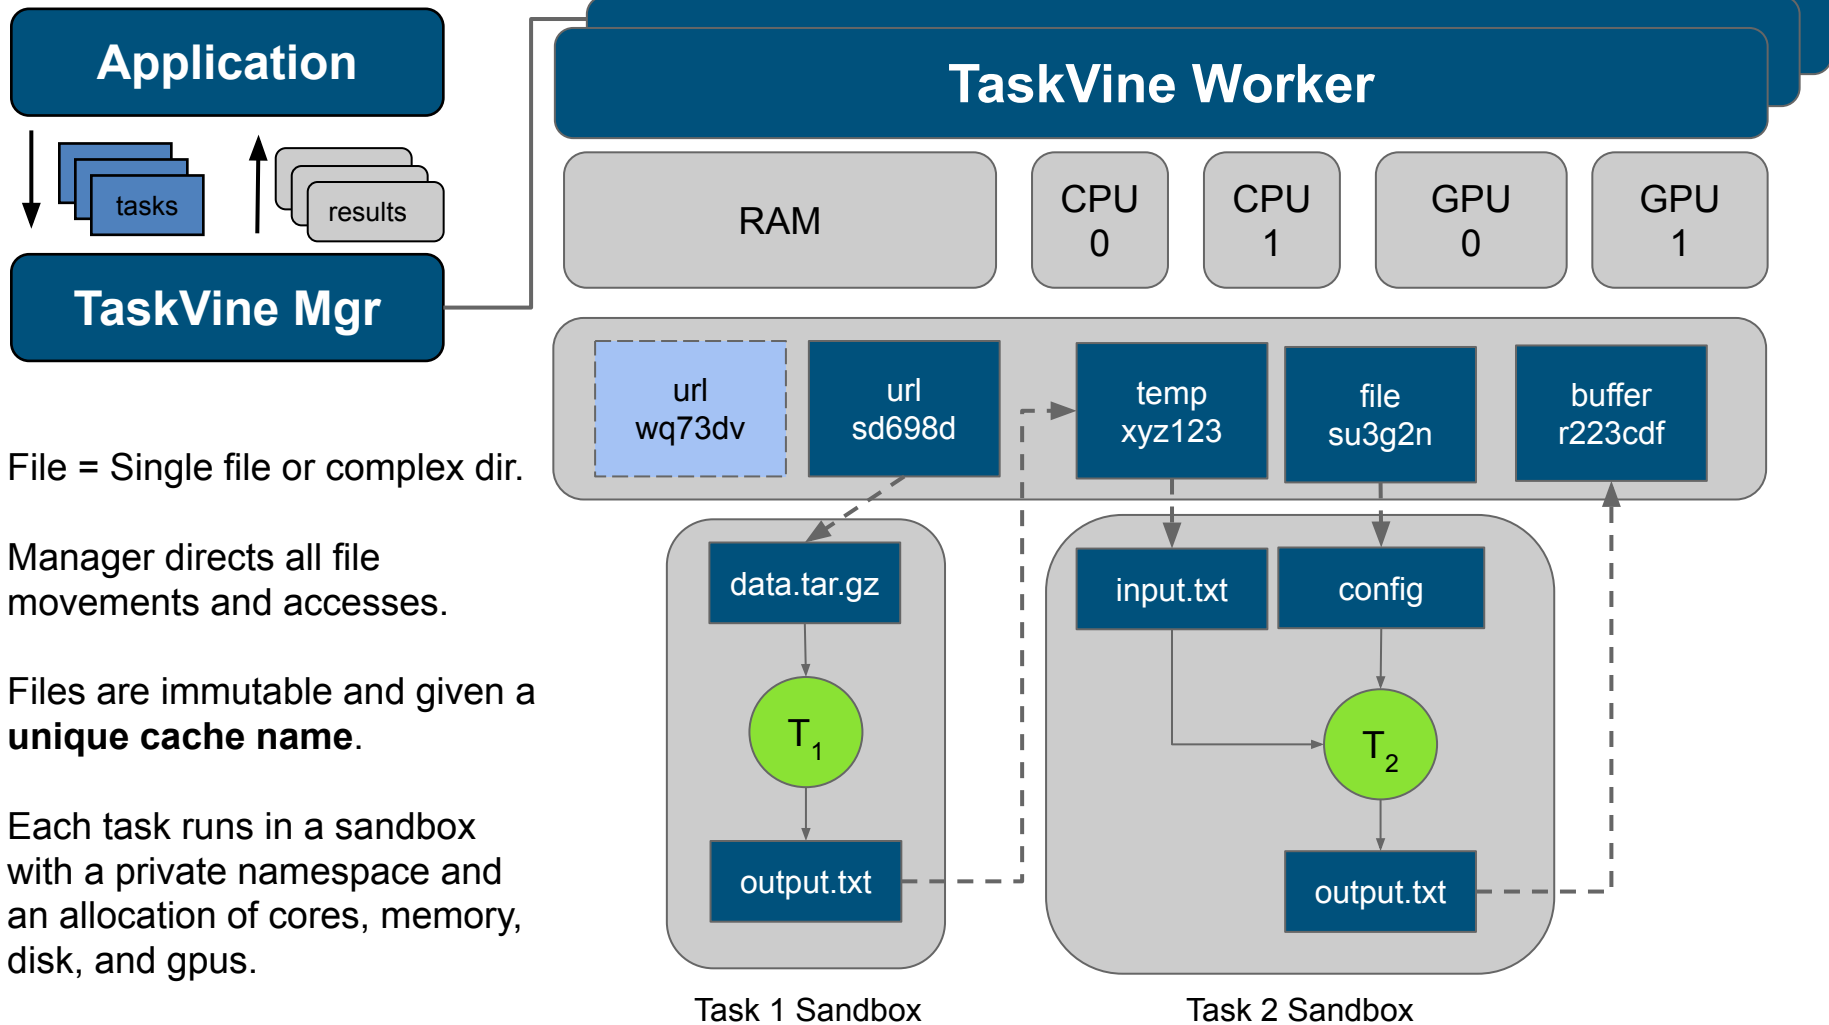 Application
tasks
results
TaskVine Mgr
File = Single file or complex dir.
Manager directs all file
movements and accesses.
Files are immutable and given a
unique cache name.
Each task runs in a sandbox
with a private namespace and
an allocation of cores, memory,
disk, and gpus.
TaskVine Worker
RAM
CPU
0
CPU
1
GPU
0
GPU
1
url
wq73dv
url
sd698d
temp
xyz123
file
su3g2n
buffer
r223cdf
data.tar.gz
T1
output.txt
Task 1 Sandbox
input.txt
config
T2
output.txt
Task 2 Sandbox